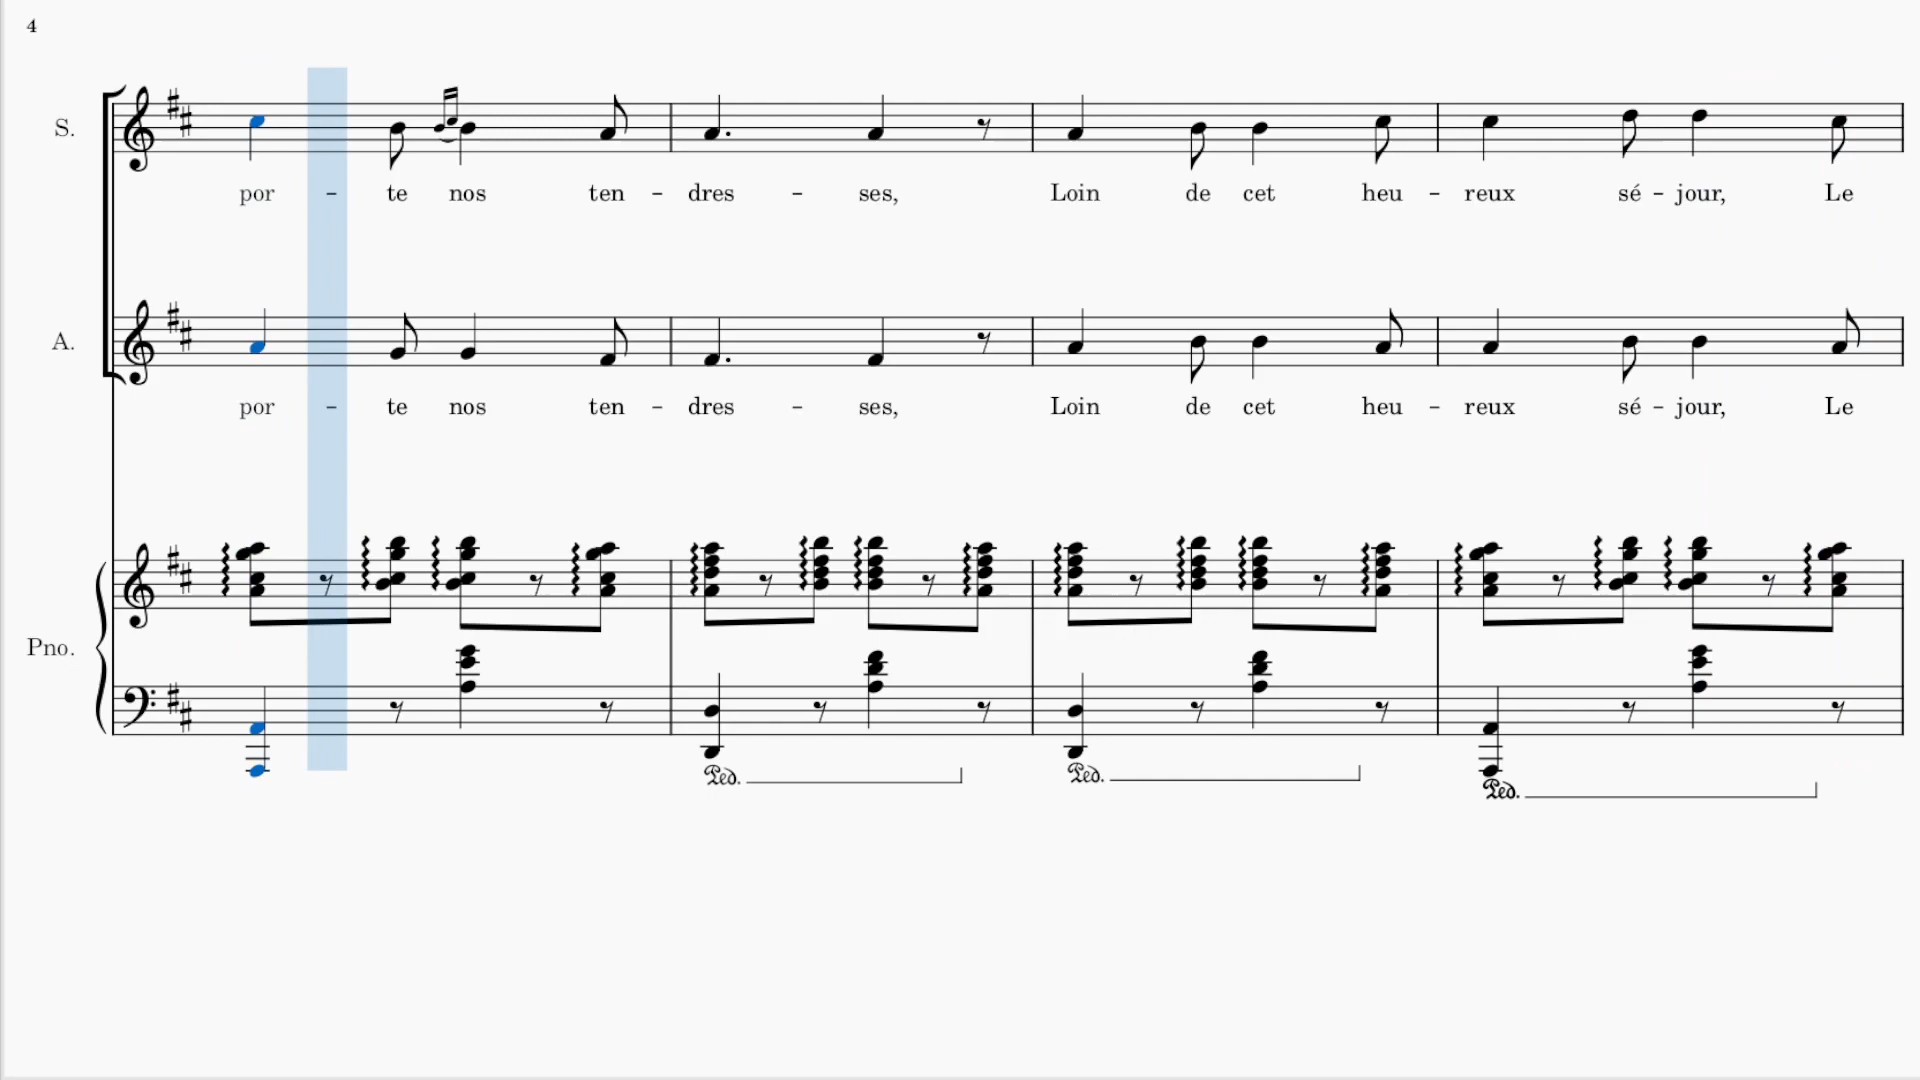 4
S.
por - te nos ten - dres - ses, Loin de cet heu - reux sé - jour, Le
A.
por - te nos ten - dres - ses, Loin de cet heu - reux sé - jour, Le
Pno.
Ped. Ped. Ped.